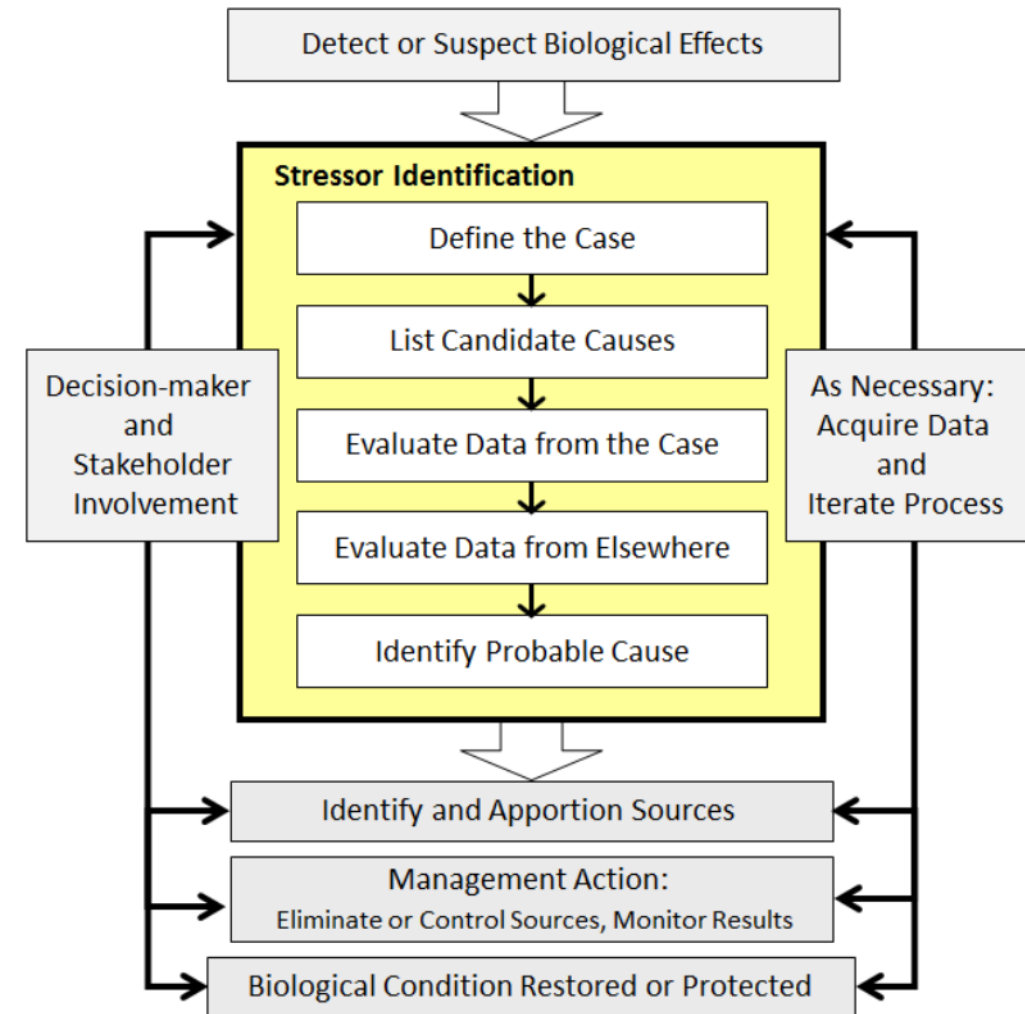 Detect or Suspect Biological Effects
Stressor Identification
Define the Case
List Candidate Causes
Evaluate Data from the Case
Evaluate Data from Elsewhere
Identify Probable Cause
Decision-maker
and
Stakeholder
Involvement
As Necessary:
Acquire Data
and
Iterate Process
Identify and Apportion Sources
Management Action:
Eliminate or Control Sources, Monitor Results
Biological Condition Restored or Protected